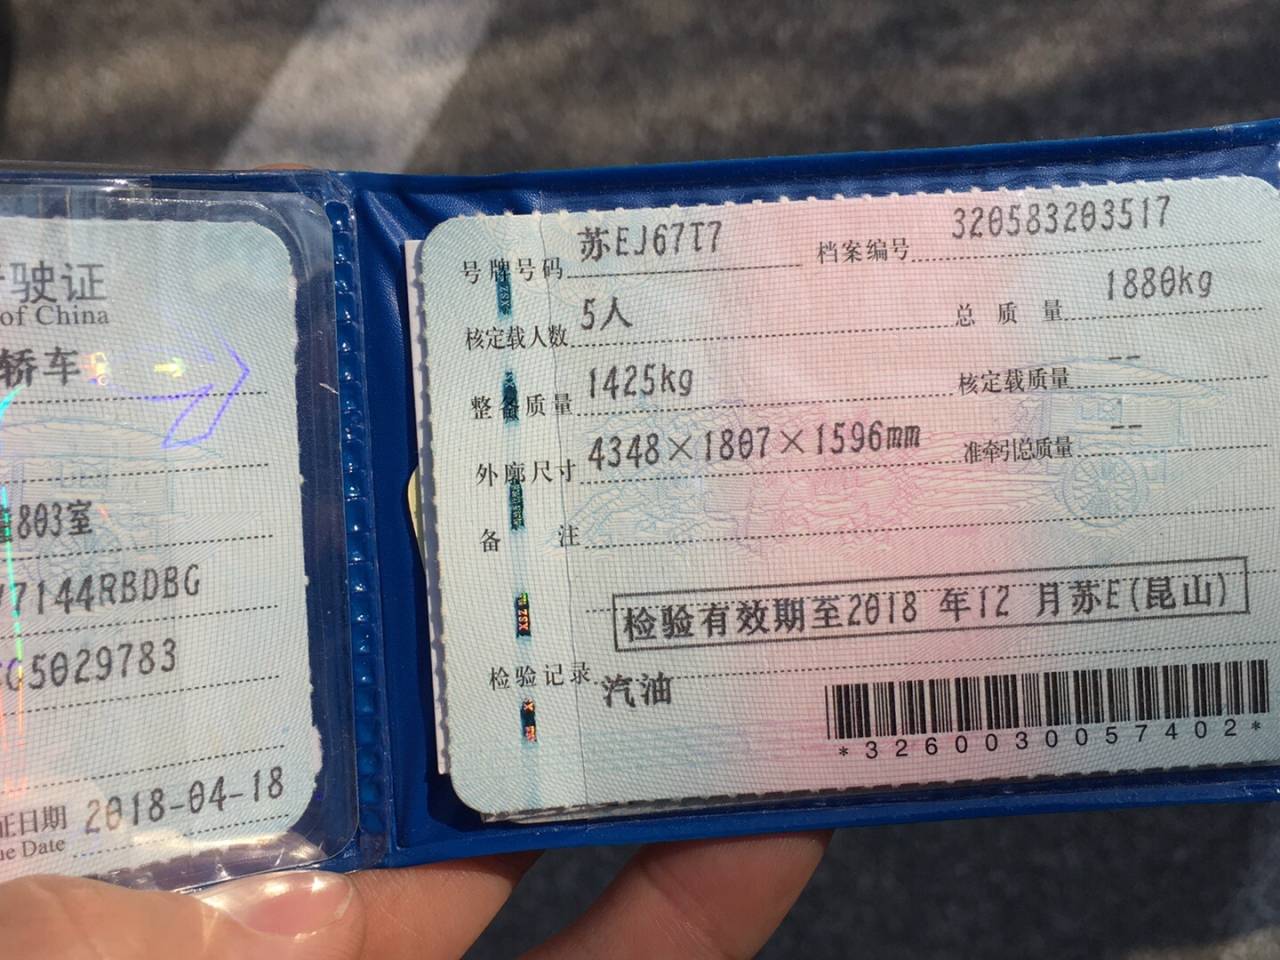 驶证
of China
轿车
803室
7144RBDBG
G5029783
证日期 2018-04-18
ue Date
号牌号码 苏EJ67T7 档案编号 320583203517
核定载人数 5人 总质量 1880kg
整备质量 1425kg 核定载质量 --
外廓尺寸 4348×1807×1596mm 准牵引总质量 --
备注
检验有效期至2018 年12 月苏E(昆山)
检验记录 汽油
*3260030057402*